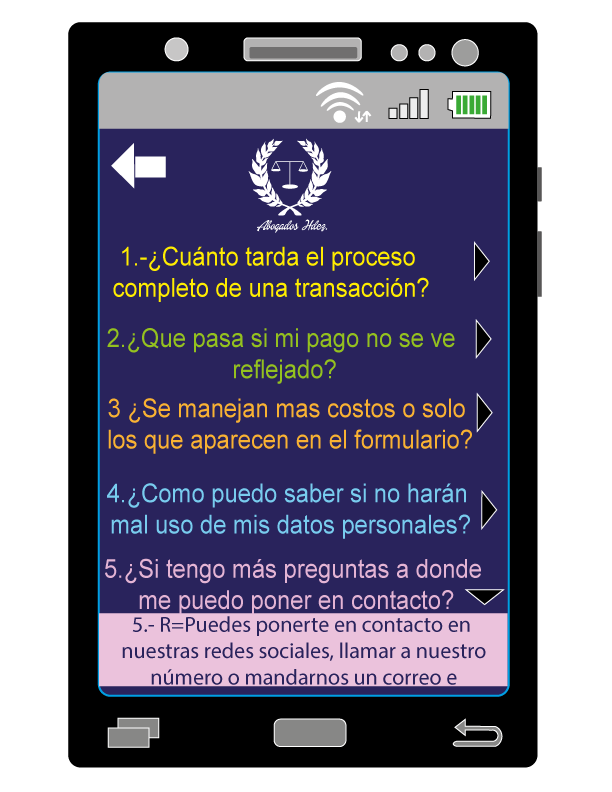 Abogados Hdez.
1.-¿Cuánto tarda el proceso
completo de una transacción?
2.¿Que pasa si mi pago no se ve
reflejado?
3 ¿Se manejan mas costos o solo
los que aparecen en el formulario?
4.¿Como puedo saber si no harán
mal uso de mis datos personales?
5.¿Si tengo más preguntas a donde
me puedo poner en contacto?
5.- R=Puedes ponerte en contacto en
nuestras redes sociales, llamar a nuestro
número o mandarnos un correo e